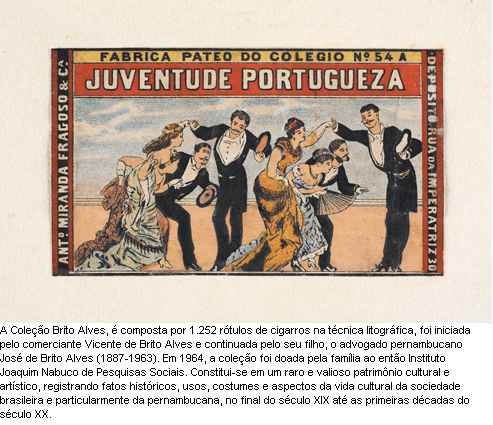 FABRICA PATEO DO COLEGIO Nº 54 A
JUVENTUDE PORTUGUEZA
ANTº MIRANDA FRAGOSO & Cª
DEPOSITO RUA DA IMPERATRIZ 30
A Coleção Brito Alves, é composta por 1.252 rótulos de cigarros na técnica litográfica, foi iniciada
pelo comerciante Vicente de Brito Alves e continuada pelo seu filho, o advogado pernambucano
José de Brito Alves (1887-1963). Em 1964, a coleção foi doada pela família ao então Instituto
Joaquim Nabuco de Pesquisas Sociais. Constitui-se em um raro e valioso patrimônio cultural e
artístico, registrando fatos históricos, usos, costumes e aspectos da vida cultural da sociedade
brasileira e particularmente da pernambucana, no final do século XIX até as primeiras décadas do
século XX.